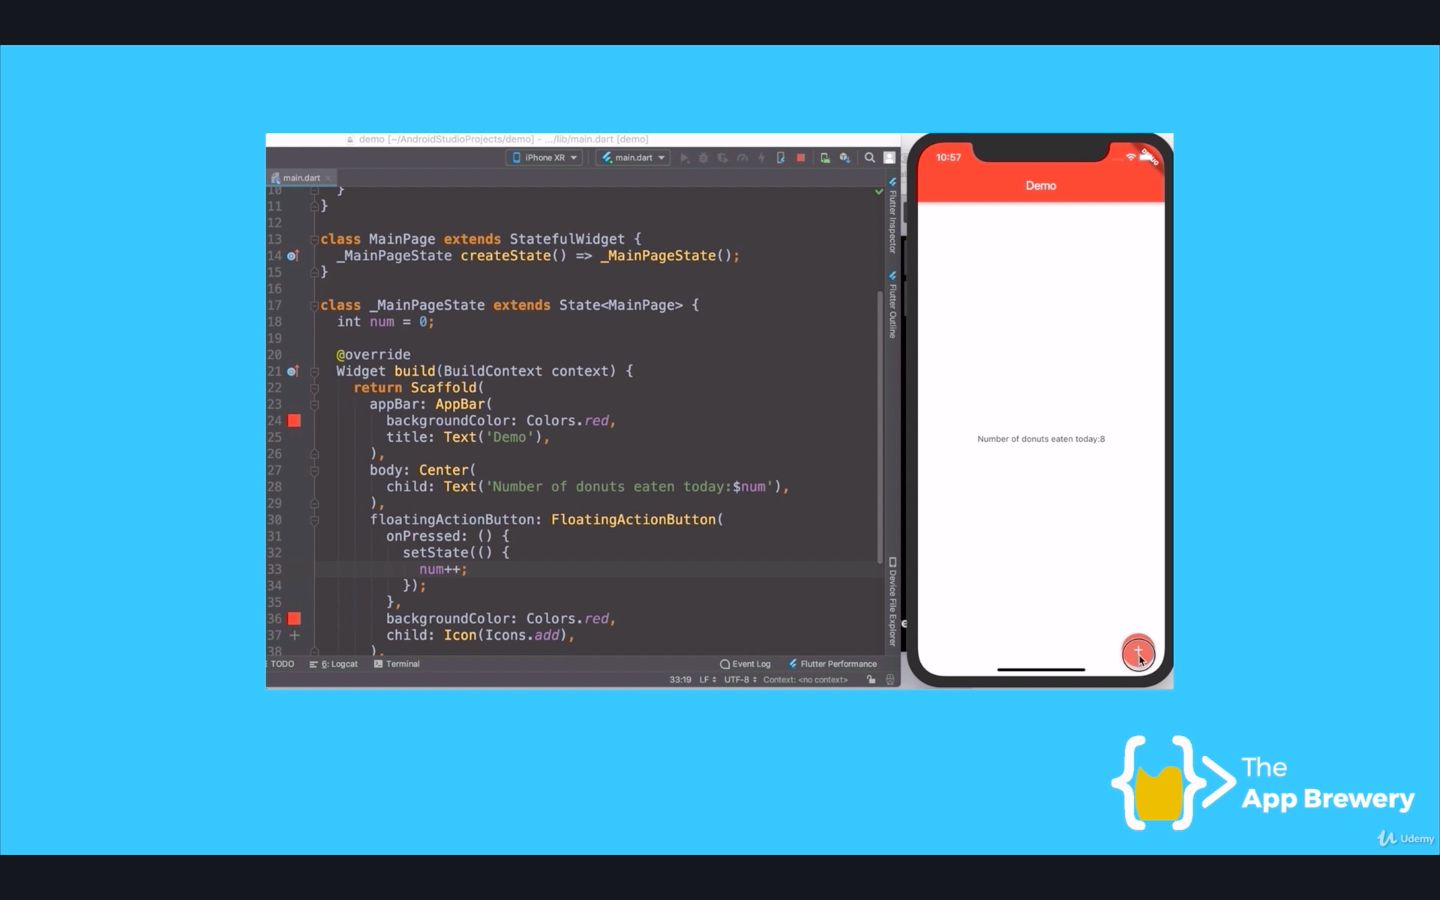 demo [~/AndroidStudioProjects/demo] - .../lib/main.dart [demo]
iPhone XR
main.dart
main.dart
10 }
11 }
12
13 class MainPage extends StatefulWidget {
14 _MainPageState createState() => _MainPageState();
15 }
16
17 class _MainPageState extends State<MainPage> {
18 int num = 0;
19
20 @override
21 Widget build(BuildContext context) {
22 return Scaffold(
23 appBar: AppBar(
24 backgroundColor: Colors.red,
25 title: Text('Demo'),
26 ),
27 body: Center(
28 child: Text('Number of donuts eaten today:$num'),
29 ),
30 floatingActionButton: FloatingActionButton(
31 onPressed: () {
32 setState(() {
33 num++;
34 });
35 },
36 backgroundColor: Colors.red,
37 child: Icon(Icons.add),
38 ),
Flutter Inspector
Flutter Outline
Device File Explorer
TODO
6: Logcat
Terminal
Event Log
Flutter Performance
33:19 LF UTF-8 Context: <no context>
10:57
DEBUG
Demo
Number of donuts eaten today:8
The
App Brewery
Udemy